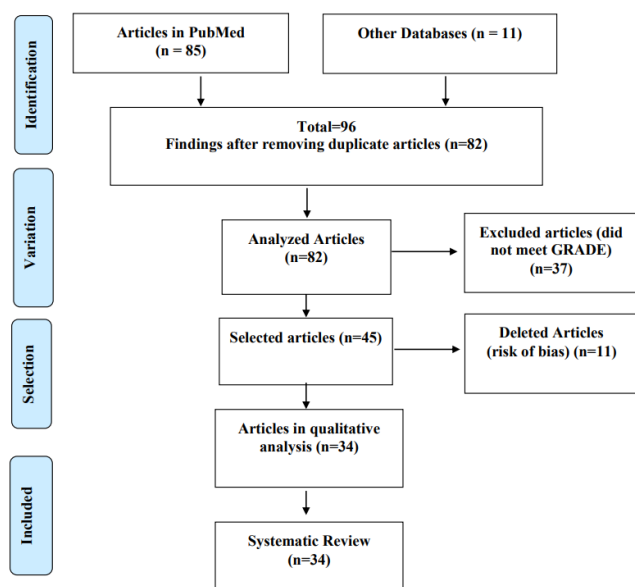 Identification
Articles in PubMed
(n = 85)
Other Databases (n = 11)
Total=96
Findings after removing duplicate articles (n=82)
Variation
Analyzed Articles
(n=82)
Excluded articles (did
not meet GRADE)
(n=37)
Selection
Selected articles (n=45)
Deleted Articles
(risk of bias) (n=11)
Articles in qualitative
analysis (n=34)
Included
Systematic Review
(n=34)